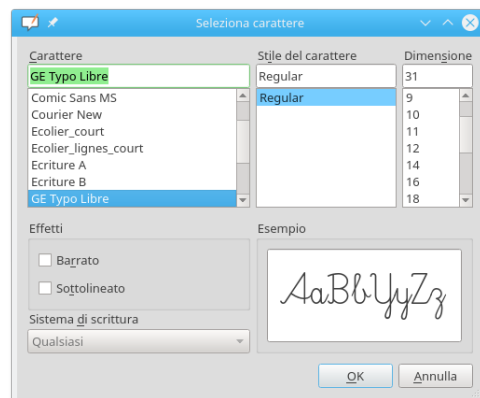 Seleziona carattere
Carattere
Stile del carattere
Dimensione
GE Typo Libre
Regular
31
Comic Sans MS
Courier New
Ecolier_court
Ecolier_lignes_court
Ecriture A
Ecriture B
GE Typo Libre
Regular
9
10
11
12
14
16
18
Effetti
Barrato
Sottolineato
Sistema di scrittura
Qualsiasi
Esempio
AaBbYyZz
OK
Annulla